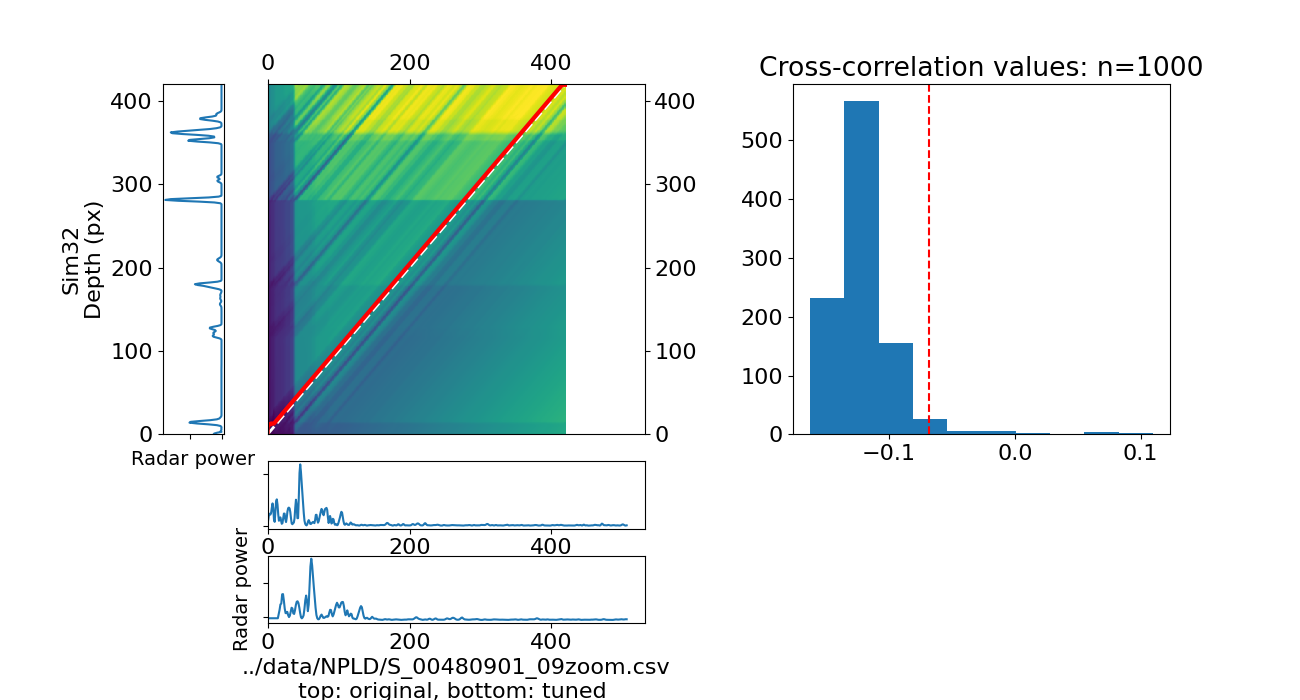 0 200 400
Cross-correlation values: n=1000
400
300
200
100
0
Sim32
Depth (px)
Radar power
400
300
200
100
0
500
400
300
200
100
0
−0.1 0.0 0.1
0 200 400
Radar power
0 200 400
../data/NPLD/S_00480901_09zoom.csv
top: original, bottom: tuned